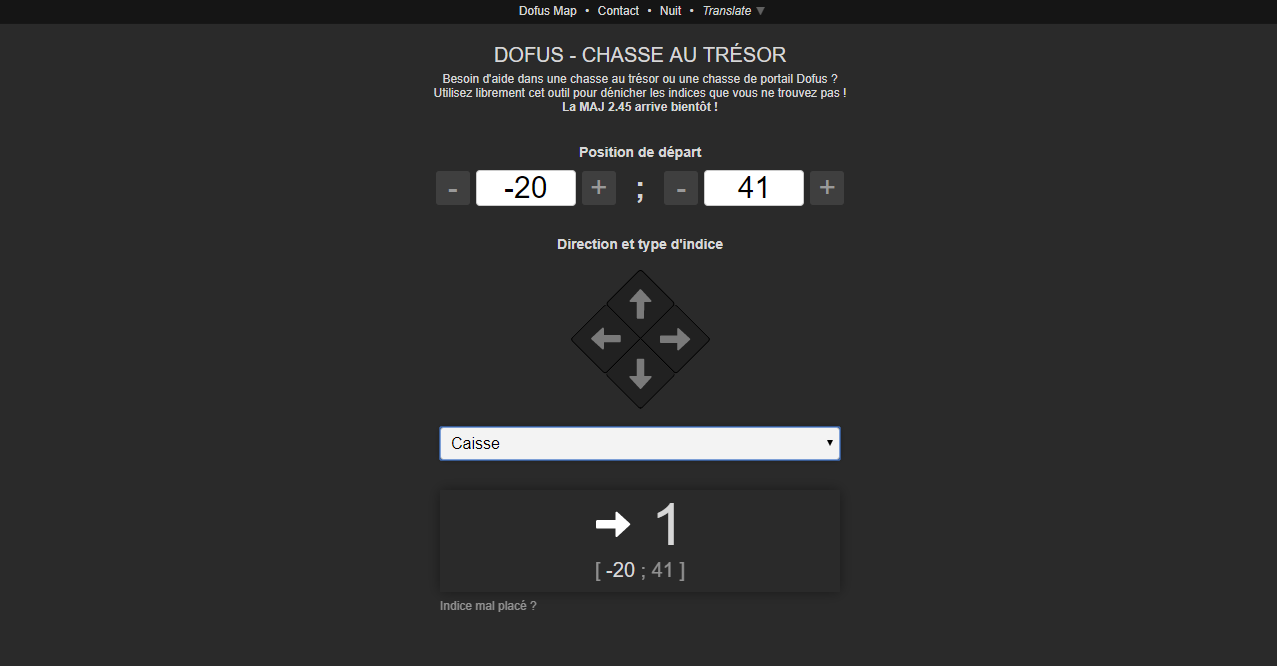 Dofus Map • Contact • Nuit • Translate ▼
DOFUS - CHASSE AU TRÉSOR
Besoin d'aide dans une chasse au trésor ou une chasse de portail Dofus ?
Utilisez librement cet outil pour dénicher les indices que vous ne trouvez pas !
La MAJ 2.45 arrive bientôt !
Position de départ
- -20 + ; - 41 +
Direction et type d'indice
Caisse
1
[ -20 ; 41 ]
Indice mal placé ?